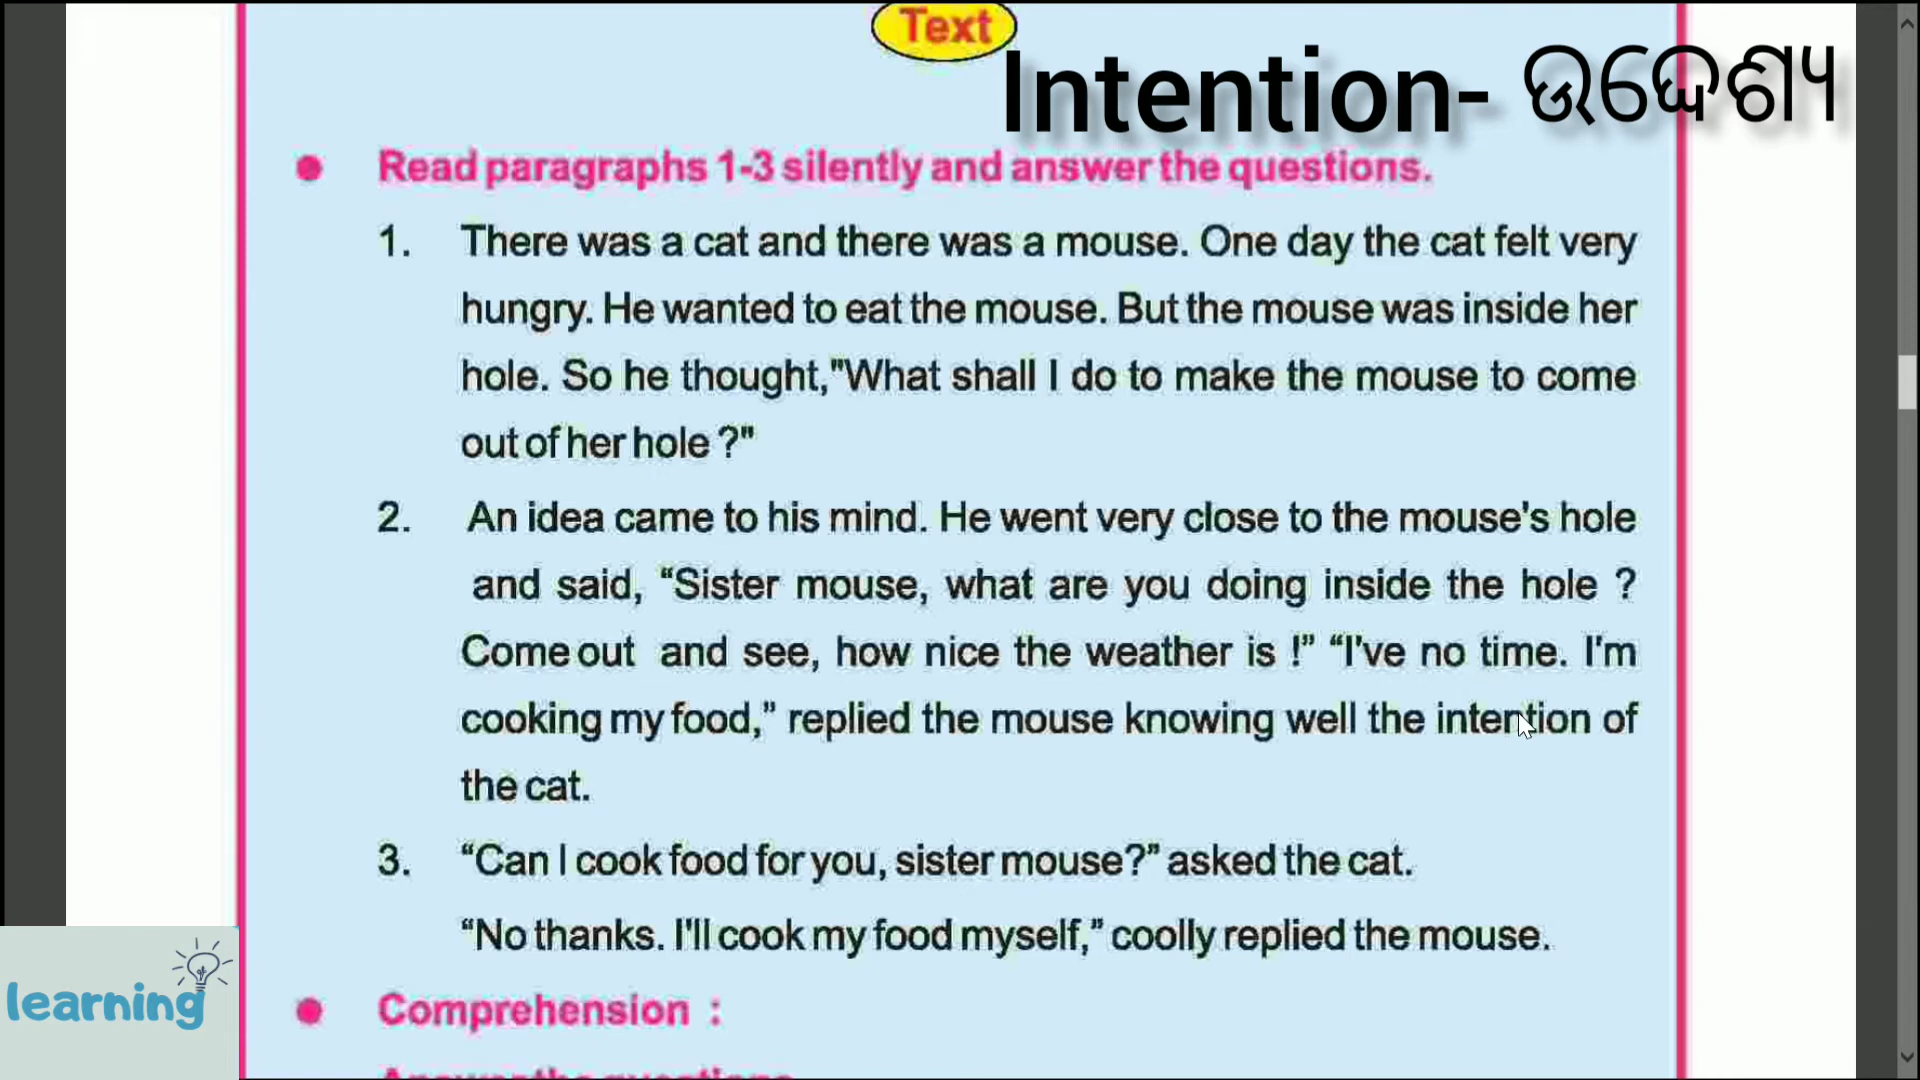 Text
Intention- ଉଦ୍ଦେଶ୍ୟ
Read paragraphs 1-3 silently and answer the questions.
1. There was a cat and there was a mouse. One day the cat felt very
hungry. He wanted to eat the mouse. But the mouse was inside her
hole. So he thought,"What shall I do to make the mouse to come
out of her hole ?"
2. An idea came to his mind. He went very close to the mouse's hole
and said, “Sister mouse, what are you doing inside the hole ?
Come out and see, how nice the weather is !” “I've no time. I'm
cooking my food,” replied the mouse knowing well the intention of
the cat.
3. “Can I cook food for you, sister mouse?” asked the cat.
“No thanks. I'll cook my food myself,” coolly replied the mouse.
learning
Comprehension :
Answer the questions